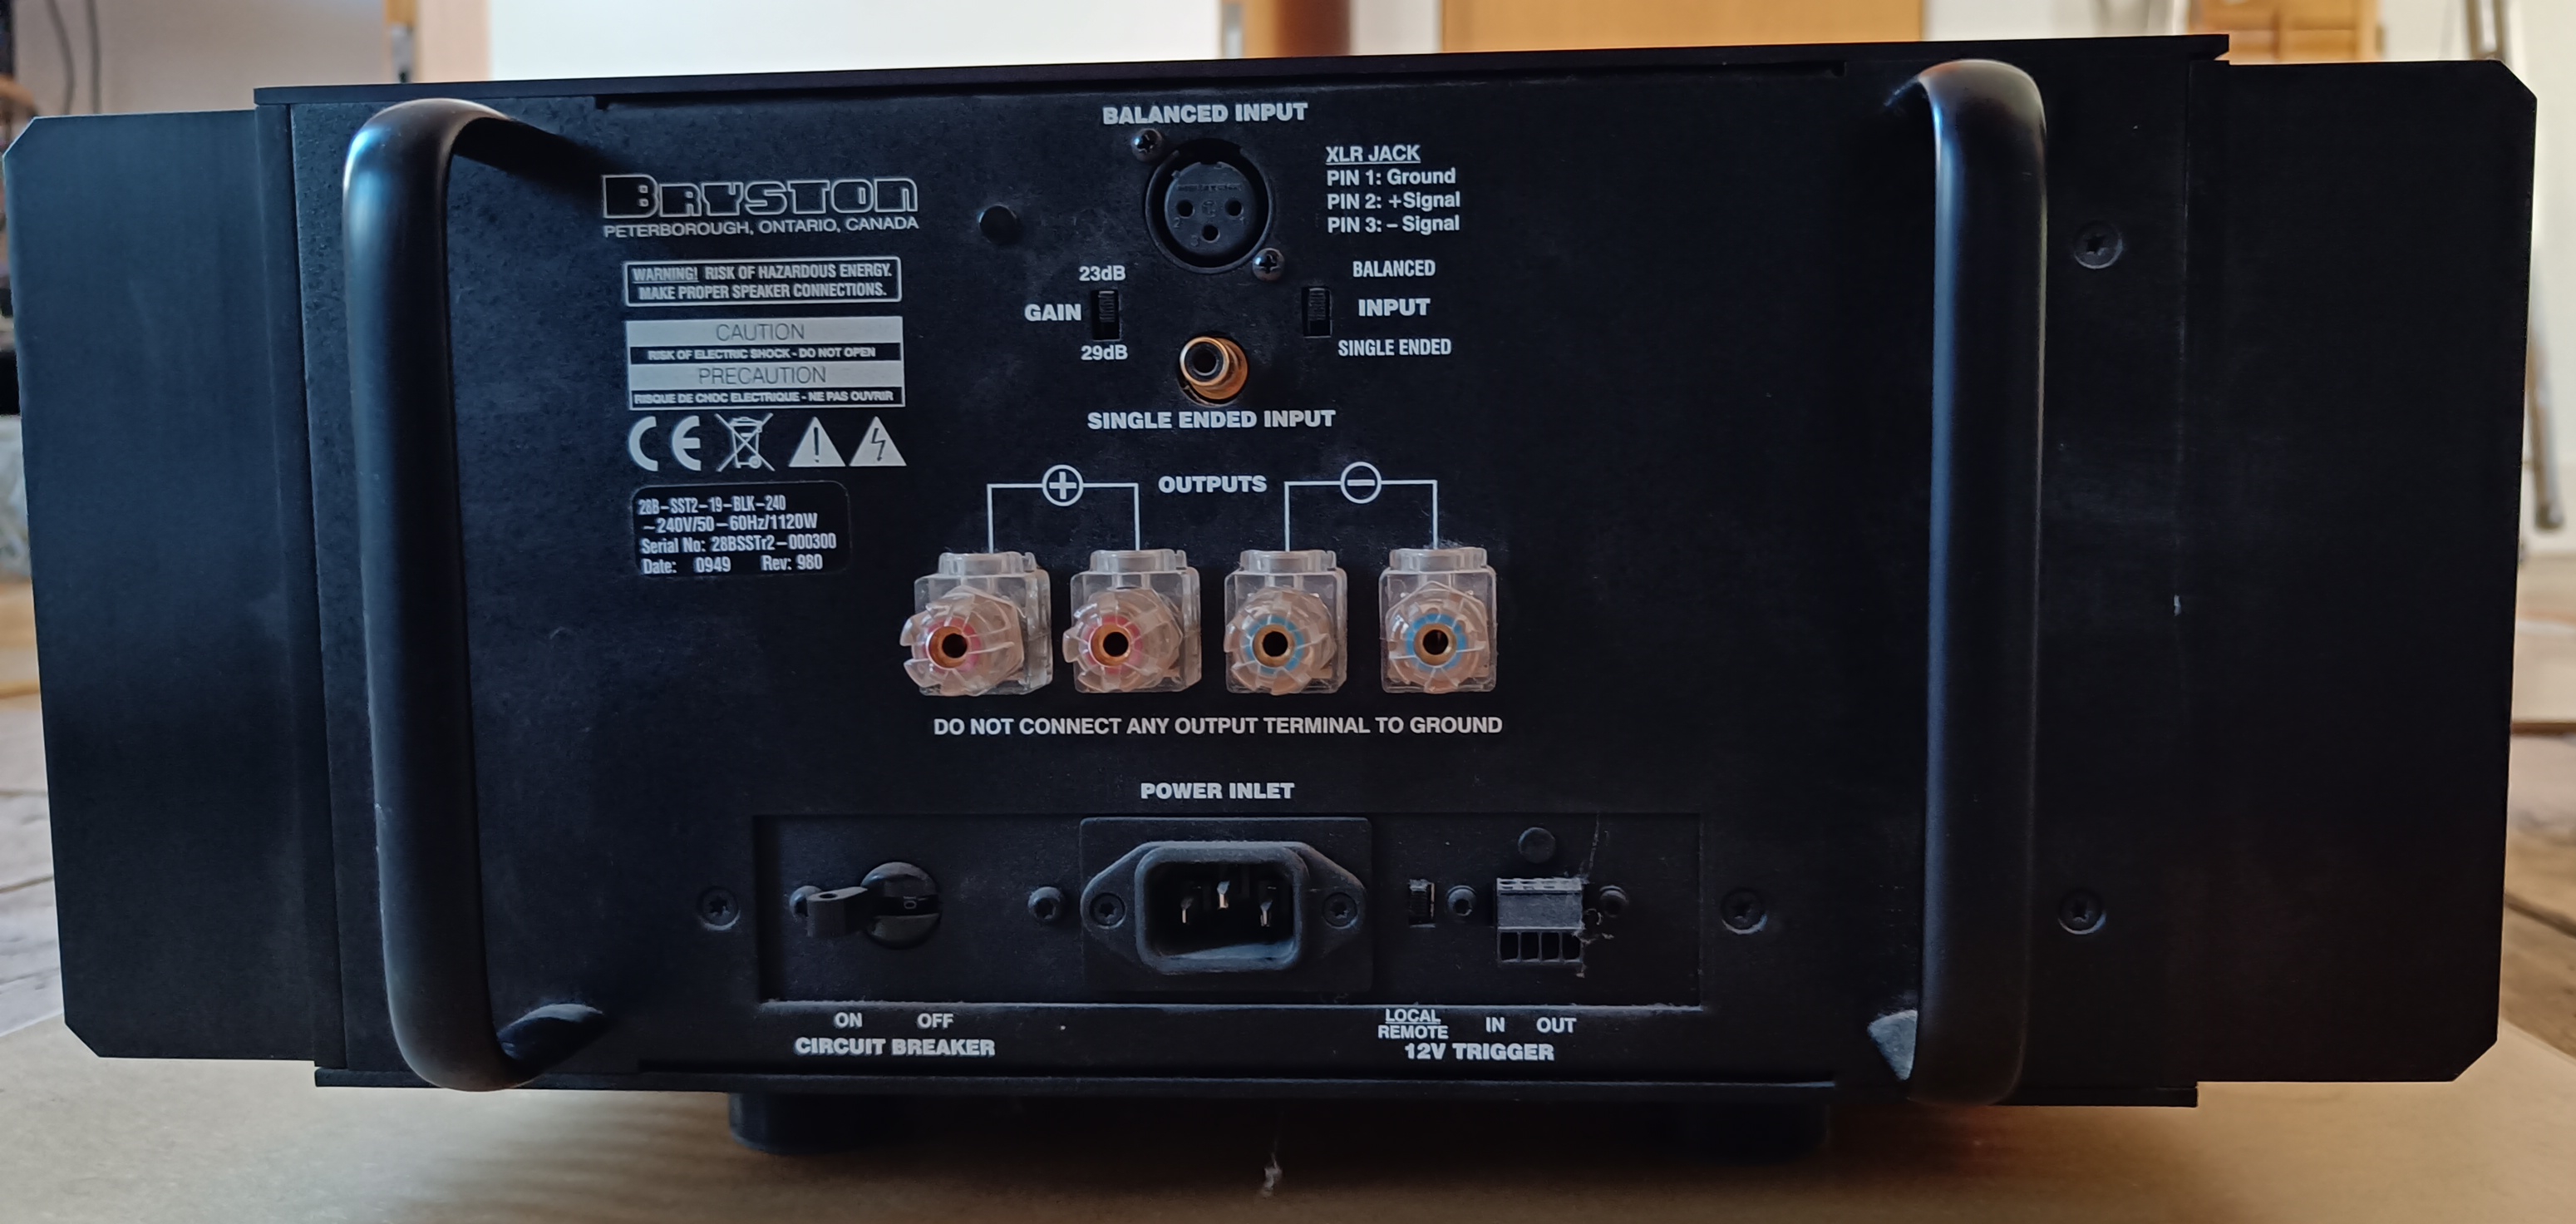 BALANCED INPUT
XLR JACK
PIN 1: Ground
PIN 2: +Signal
PIN 3: – Signal
BRYSTON
PETERBOROUGH, ONTARIO, CANADA
WARNING! RISK OF HAZARDOUS ENERGY.
MAKE PROPER SPEAKER CONNECTIONS.
CAUTION
RISK OF ELECTRIC SHOCK - DO NOT OPEN
PRECAUTION
RISQUE DE CHOC ELECTRIQUE - NE PAS OUVRIR
CE
28B-SST2-19-BLK-240
~240V/50-60Hz/1120W
Serial No: 28BSSTr2-000300
Date: 0949 Rev: 980
23dB
GAIN
29dB
BALANCED
INPUT
SINGLE ENDED
SINGLE ENDED INPUT
+ OUTPUTS –
DO NOT CONNECT ANY OUTPUT TERMINAL TO GROUND
POWER INLET
ON OFF
CIRCUIT BREAKER
LOCAL
REMOTE IN OUT
12V TRIGGER